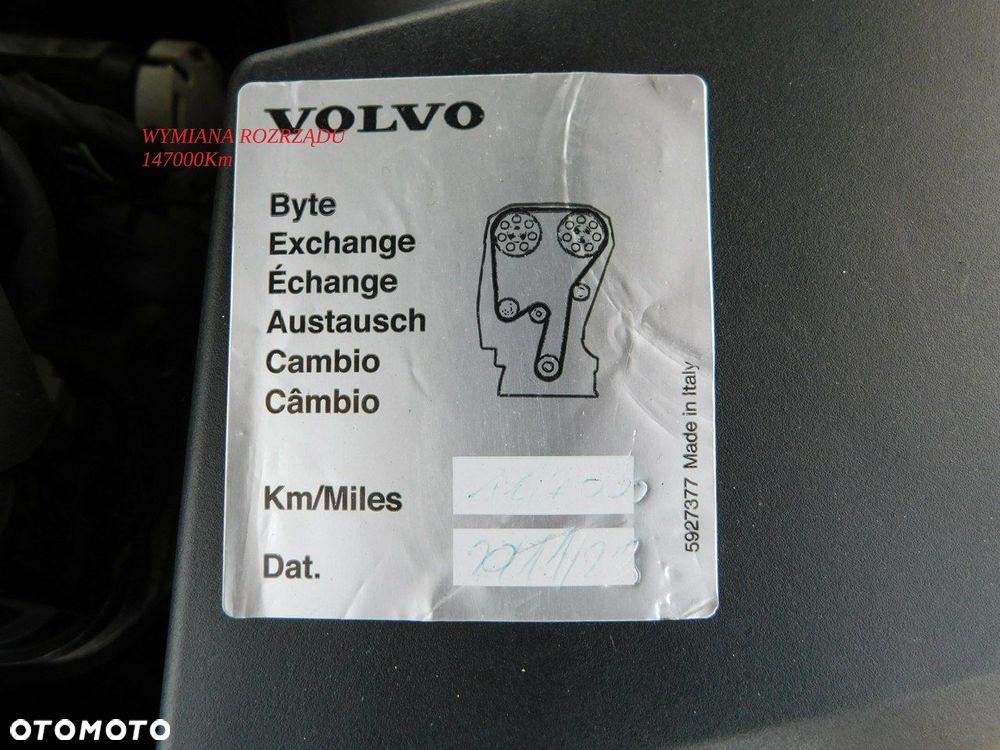 VOLVO
WYMIANA ROZRZĄDU
147000Km
Byte
Exchange
Échange
Austausch
Cambio
Câmbio
Km/Miles
Dat.
5927377 Made in Italy
OTOMOTO